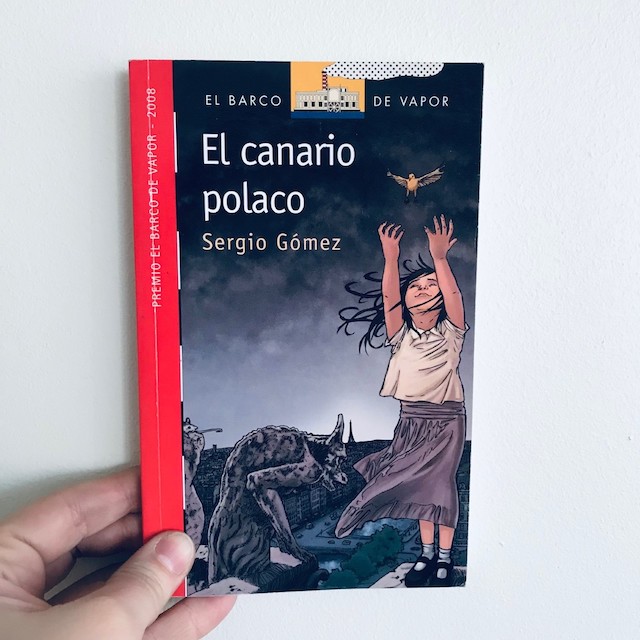 PREMIO EL BARCO DE VAPOR - 2008
EL BARCO DE VAPOR
El canario
polaco
Sergio Gómez